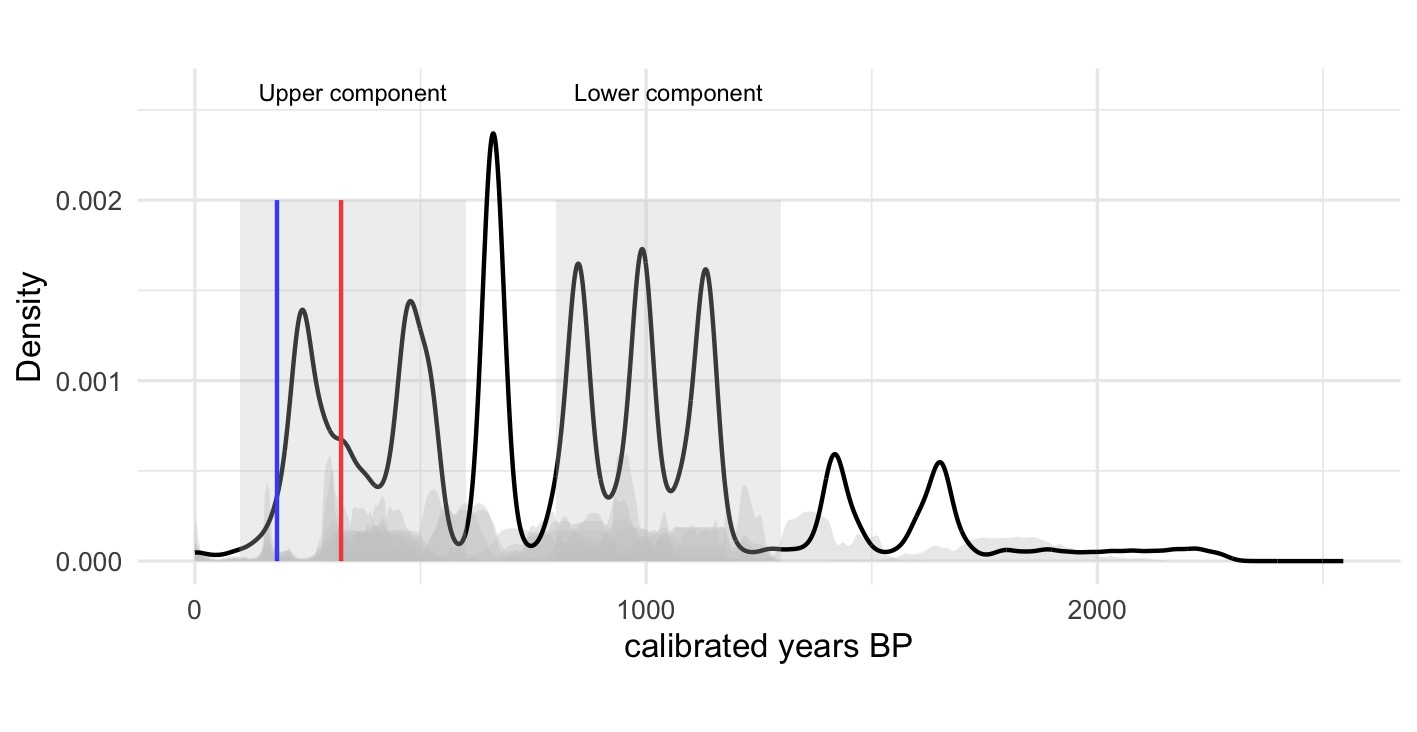 Upper component
Lower component
0.002
0.001
0.000
Density
0
1000
2000
calibrated years BP